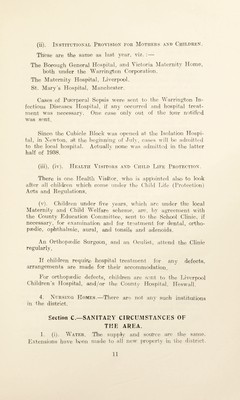 (ii). INSTITUTIONAL PROVISION FOR MOTHERS AND CHILDREN.
These are the same as last year, viz. :—
The Borough General Hospital, and Victoria Maternity Home,
both under the Warrington Corporation.
The Maternity Hospital, Liverpool.
St. Mary's Hospital, Manchester.
Cases of Puerperal Sepsis were sent to the Warrington In-
fectious Diseases Hospital, if any occurred and hospital treat-
ment was necessary. One case only out of the nine notified
was sent.
Since the Cubicle Block was opened at the Isolation Hospi-
tal, in Newton, at the beginning of July, cases will be admitted
to the local hospital. Actually none was admitted in the latter
half of 1938.
(iii), (iv). HEALTH VISITORS AND CHILD LIFE PROTECTION.
There is one Health Visitor, who is appointed also to look
after all children which come under the Child Life (Protection)
Acts and Regulations.
(v). Children under five years, which are under the local
Maternity and Child Welfare scheme, are, by agreement with
the County Education Committee, sent to the School Clinic, if
necessary, for examination and for treatment for dental, ortho-
pœdic, ophthalmic, aural, and tonsils and adenoids.
An Orthopœdic Surgeon, and an Oculist, attend the Clinic
regularly.
If children require hospital treatment for any defects,
arrangements are made for their accommodation.
For orthopœdic defects, children are sent to the Liverpool
Children's Hospital, and/or the County Hospital, Heswall.
4. NURSING HOMES—There are not any such institutions
in the district.
Section C.—SANITARY CIRCUMSTANCES OF
THE AREA.
1. (i). WATER. The supply and source are the same.
Extensions have been made to all new property in the district.
11